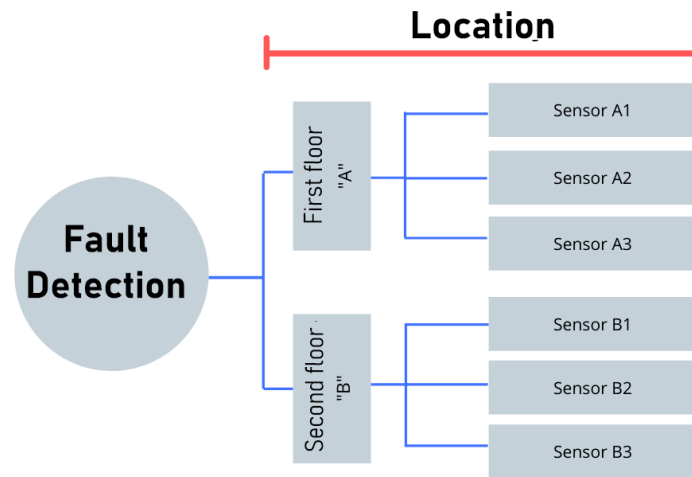 Location
Fault
Detection
First floor
"A"
Sensor A1
Sensor A2
Sensor A3
Second floor
"B"
Sensor B1
Sensor B2
Sensor B3